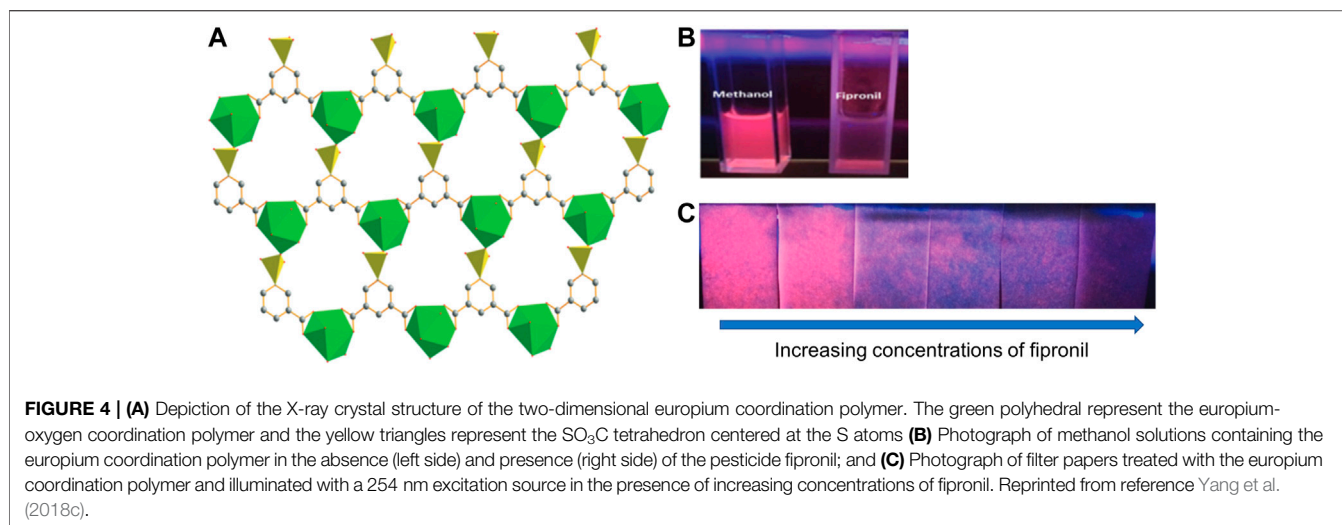 A
B
Methanol
Fipronil
C
Increasing concentrations of fipronil
FIGURE 4 | (A) Depiction of the X-ray crystal structure of the two-dimensional europium coordination polymer. The green polyhedral represent the europium-
oxygen coordination polymer and the yellow triangles represent the SO₃C tetrahedron centered at the S atoms (B) Photograph of methanol solutions containing the
europium coordination polymer in the absence (left side) and presence (right side) of the pesticide fipronil; and (C) Photograph of filter papers treated with the europium
coordination polymer and illuminated with a 254 nm excitation source in the presence of increasing concentrations of fipronil. Reprinted from reference Yang et al.
(2018c).